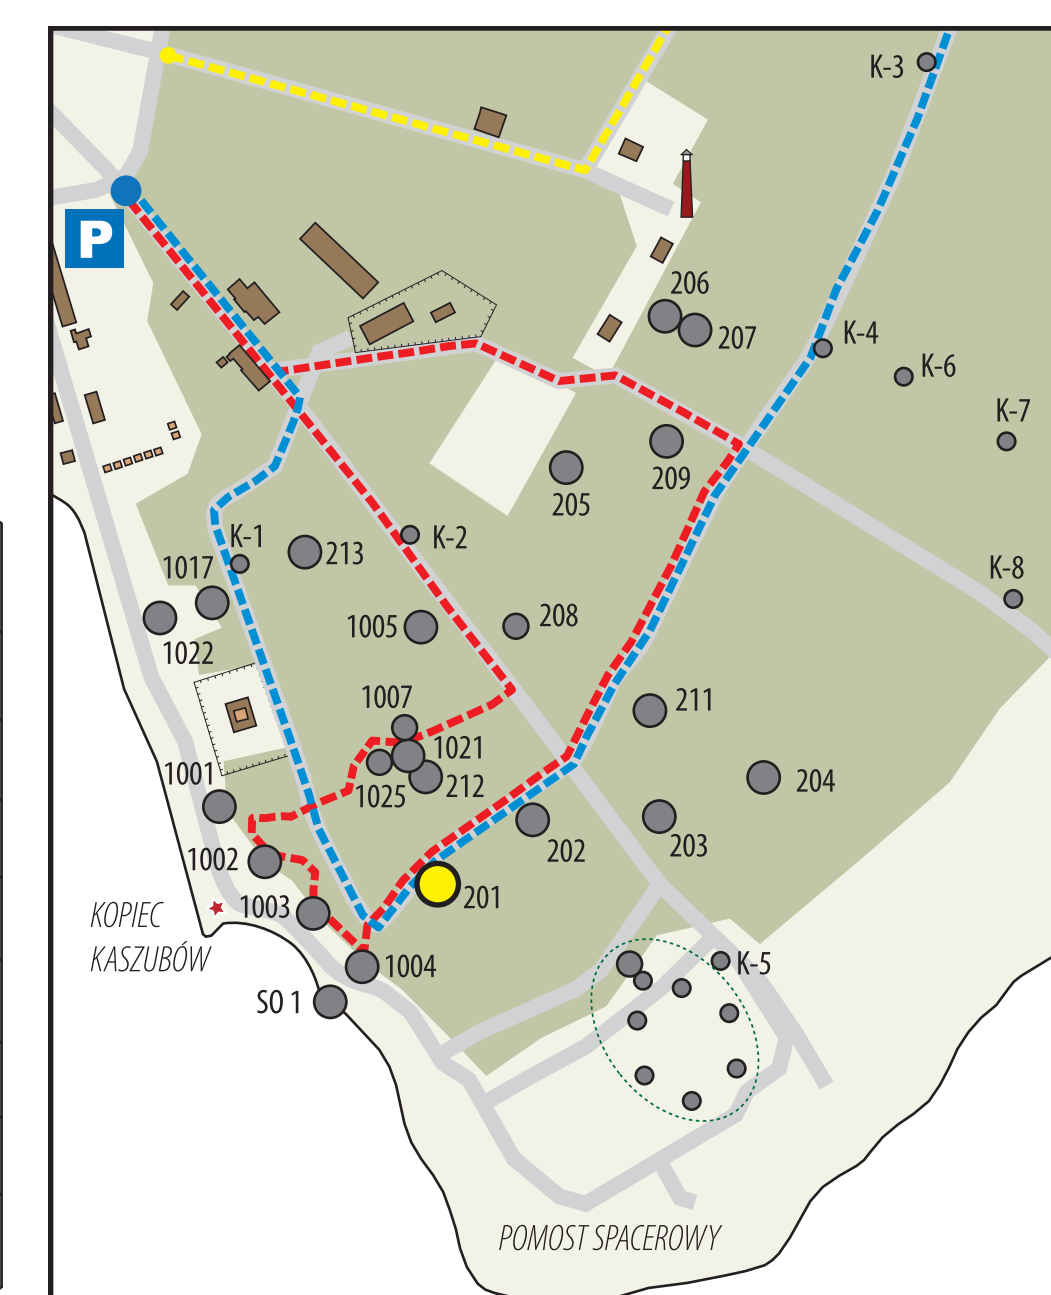 K-3
P
206
207
K-4
K-6
K-7
209
205
K-1
213
K-2
1017
K-8
1005
208
1022
1007
211
1021
1001
1025
212
204
202
203
1002
201
KOPIEC
KASZUBÓW
1003
1004
K-5
SO 1
POMOST SPACEROWY